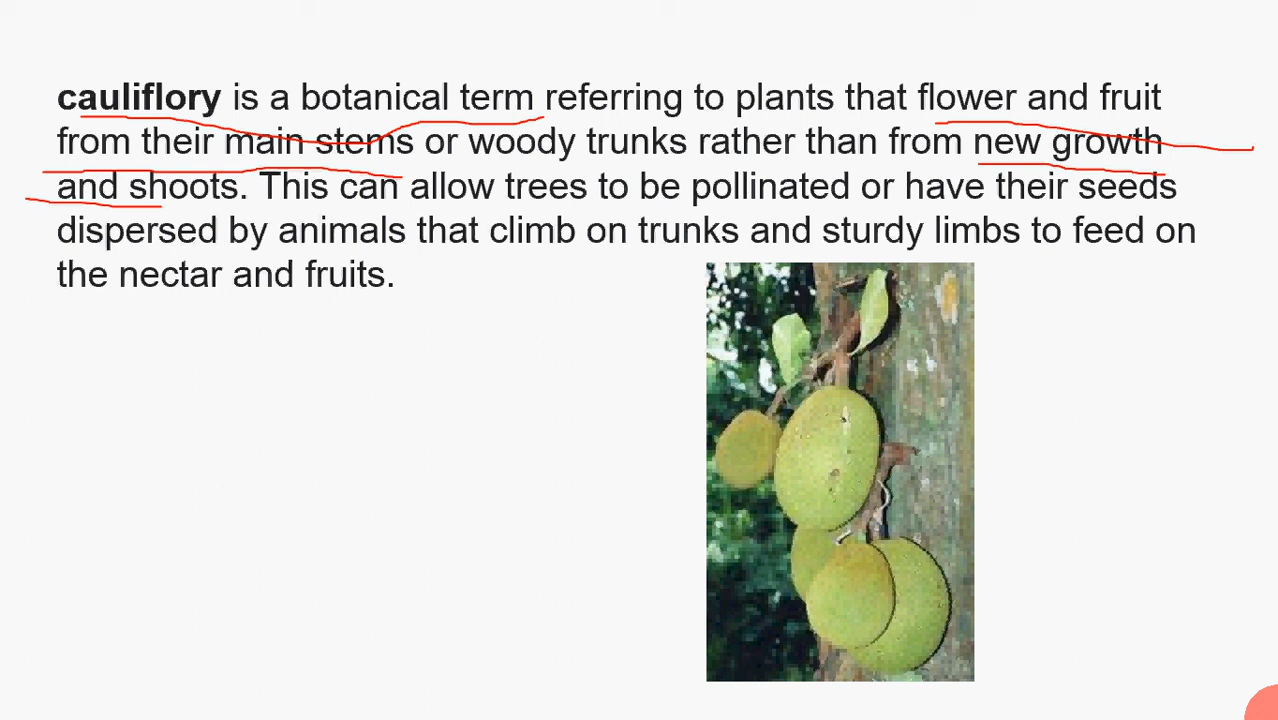 cauliflory is a botanical term referring to plants that flower and fruit
from their main stems or woody trunks rather than from new growth
and shoots. This can allow trees to be pollinated or have their seeds
dispersed by animals that climb on trunks and sturdy limbs to feed on
the nectar and fruits.